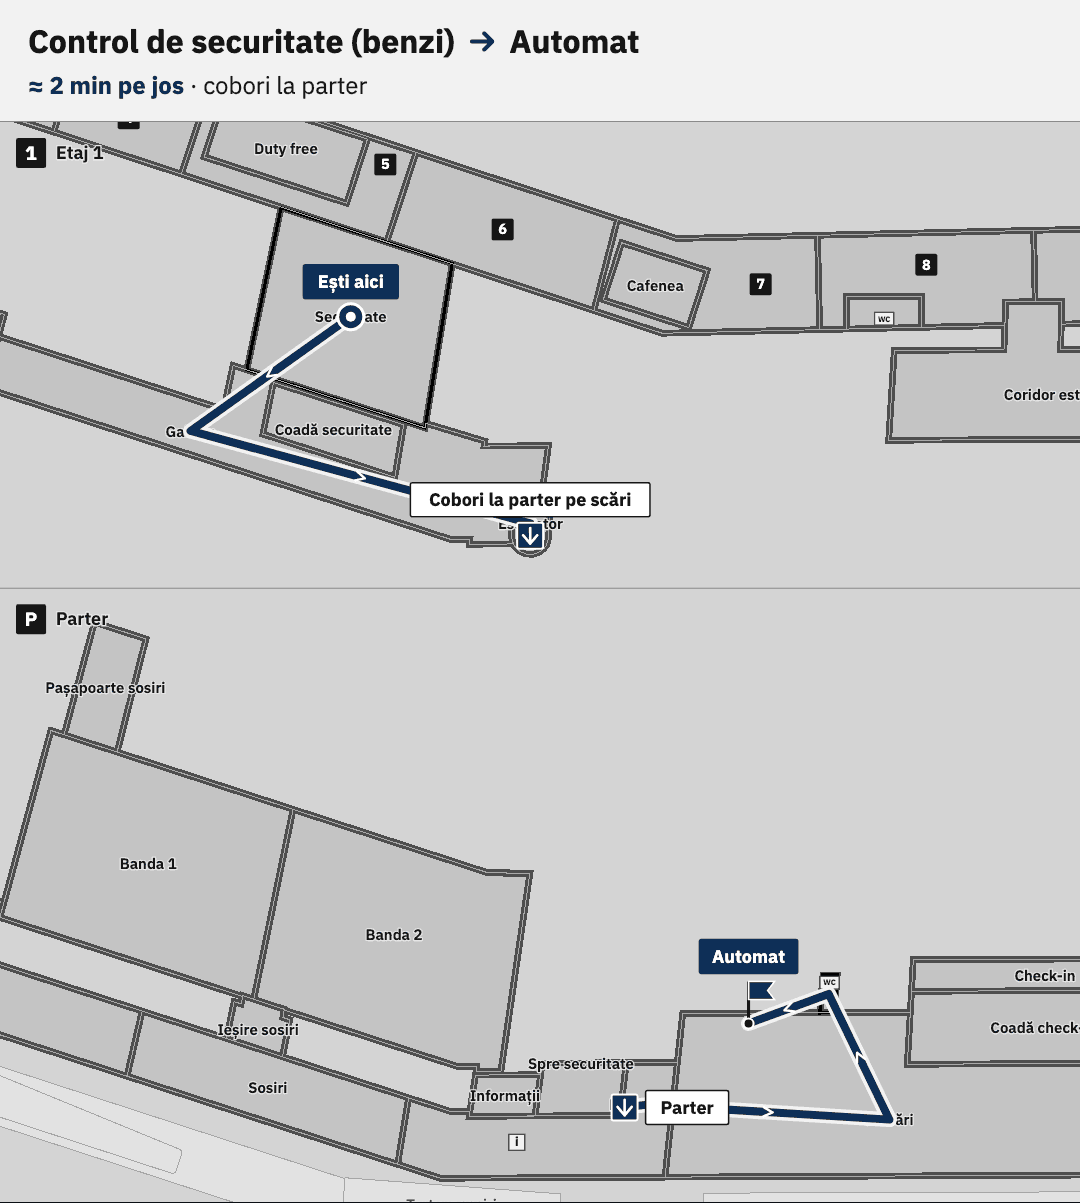 Control de securitate (benzi) → Automat
≈ 2 min pe jos · cobori la parter
1 Etaj 1
Duty free
5
6
Cafenea
7
8
WC
Ești aici
Coridor est
Coadă securitate
Cobori la parter pe scări
P Parter
Pașapoarte sosiri
Banda 1
Banda 2
Automat
WC
Check-in
Coadă check-
Ieșire sosiri
Spre securitate
Sosiri
Informații
Parter
i